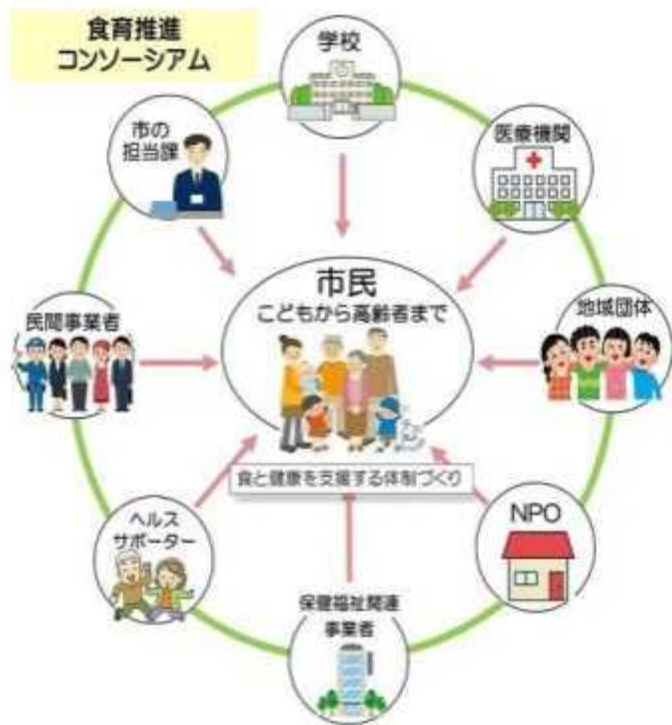 食育推進
コンソーシアム
学校
医療機関
地域団体
NPO
保健福祉関連
事業者
ヘルス
サポーター
民間事業者
市の
担当課
市民
こどもから高齢者まで
食と健康を支援する体制づくり